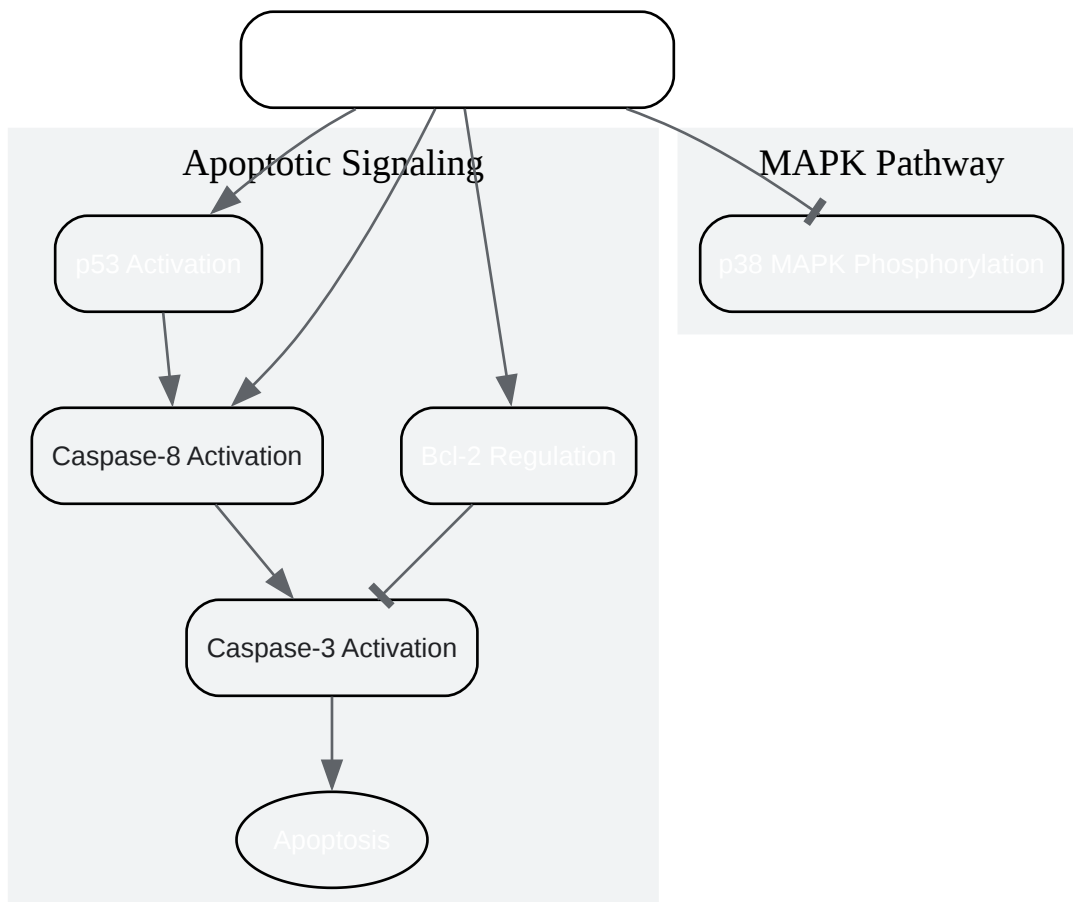 Apoptotic Signaling
MAPK Pathway
p53 Activation
p38 MAPK Phosphorylation
Caspase-8 Activation
Bcl-2 Regulation
Caspase-3 Activation
Apoptosis